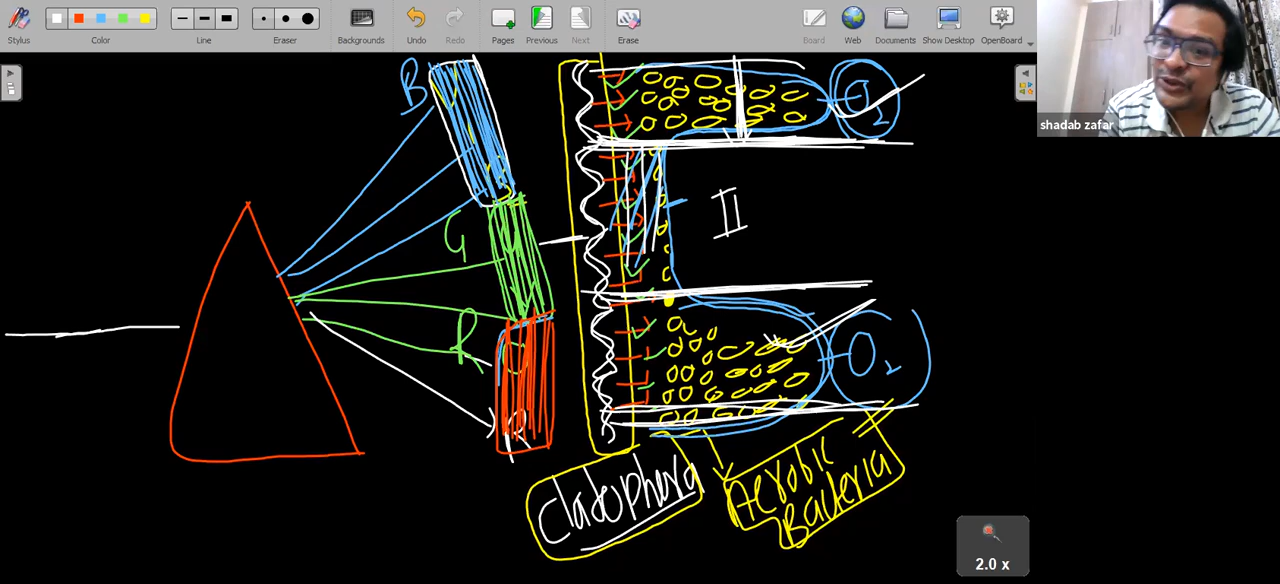 Stylus
Color
Line
Eraser
Backgrounds
Undo
Redo
Pages
Previous
Next
Erase
Board
Web
Documents
Show Desktop
OpenBoard
shadab zafar
B
O2
G
II
R
O2
R
Cladophora
Aerobic
Bacteria
2.0 x